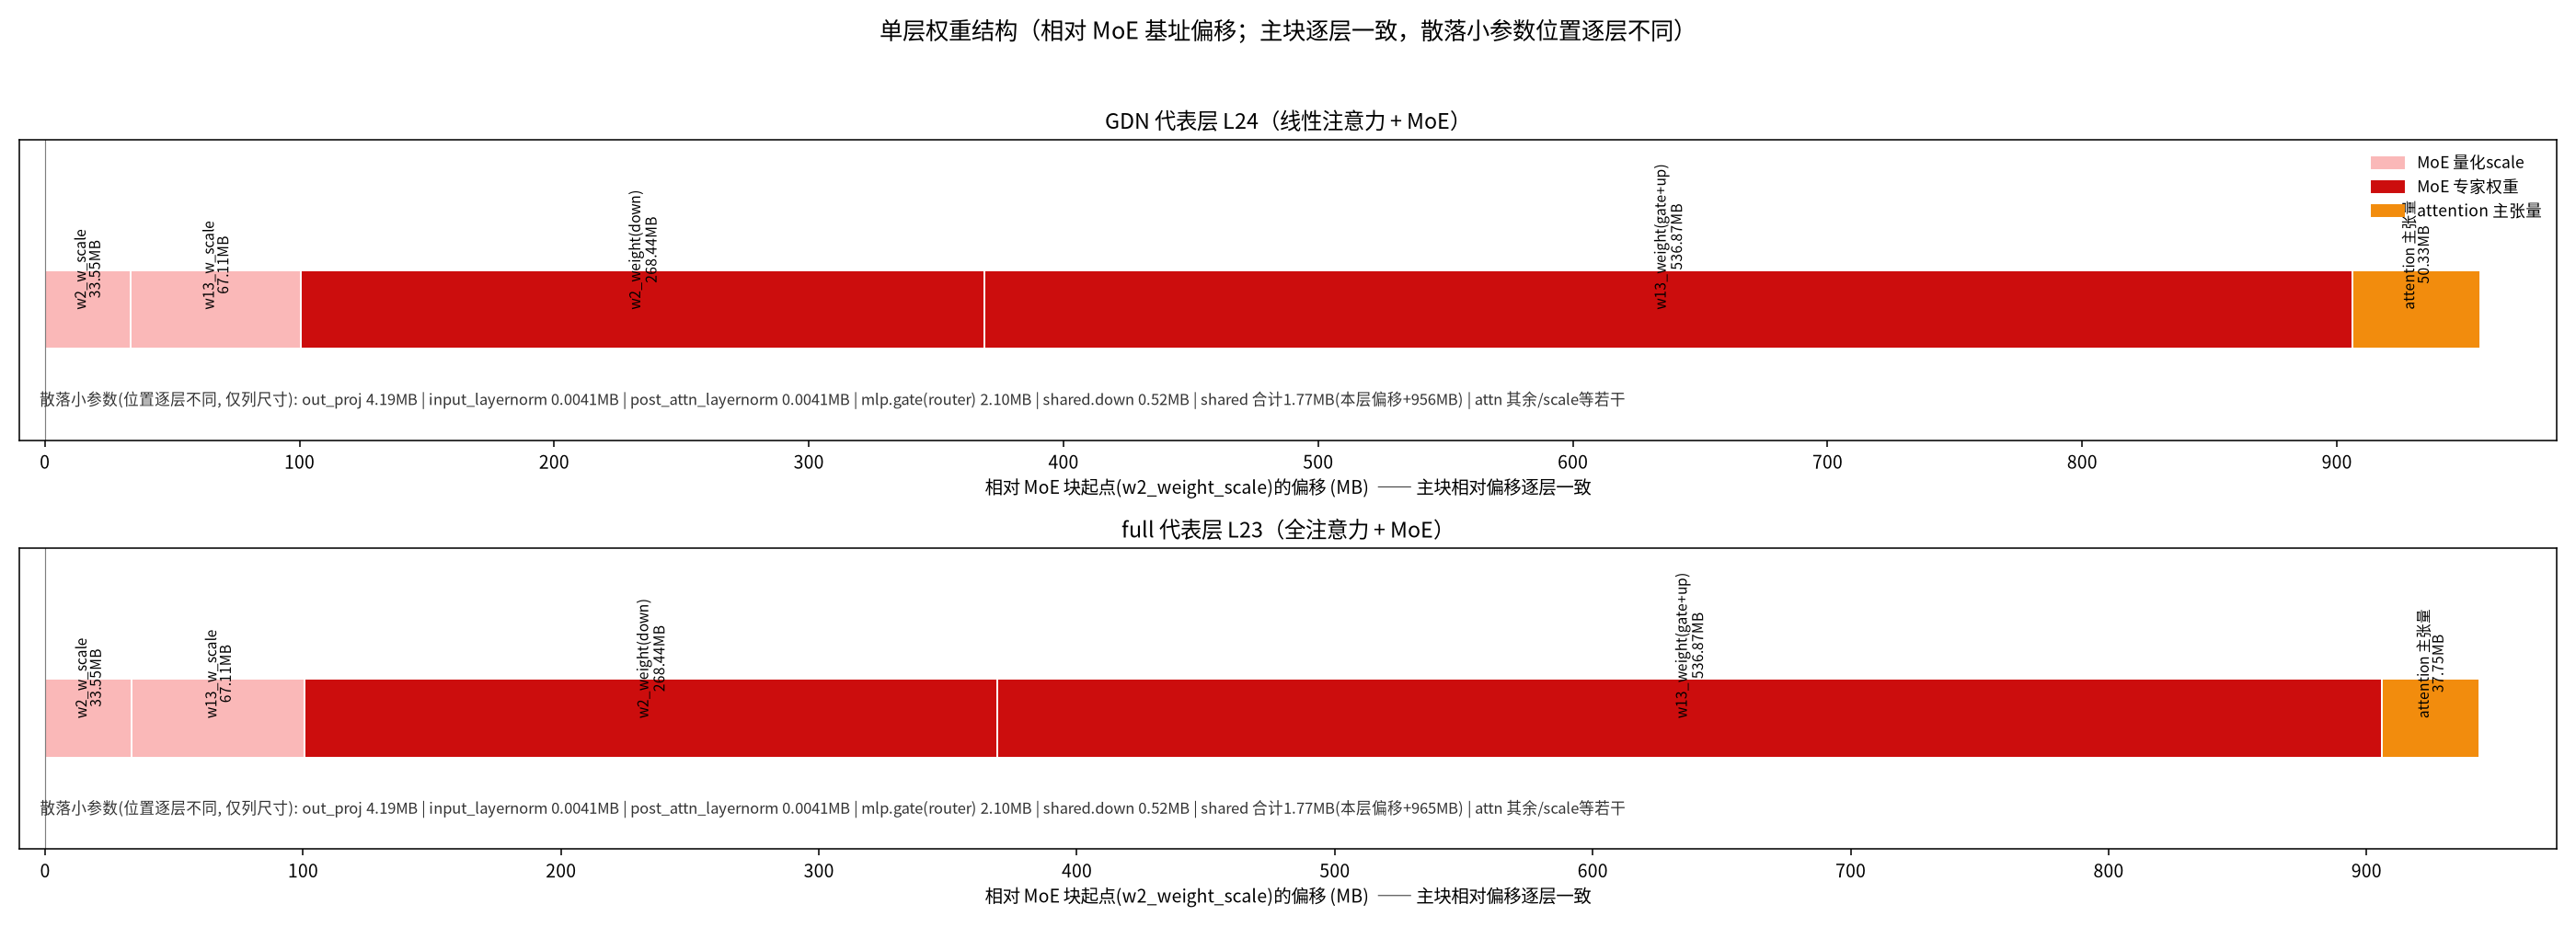 单层权重结构（相对 MoE 基址偏移；主块逐层一致，散落小参数位置逐层不同）
GDN 代表层 L24（线性注意力 + MoE）
MoE 量化scale
MoE 专家权重
attention 主张量
w2_w_scale
33.55MB
w13_w_scale
67.11MB
w2_weight(down)
268.44MB
w13_weight(gate+up)
536.87MB
attention 主张量
50.33MB
散落小参数(位置逐层不同, 仅列尺寸): out_proj 4.19MB | input_layernorm 0.0041MB | post_attn_layernorm 0.0041MB | mlp.gate(router) 2.10MB | shared.down 0.52MB | shared 合计1.77MB(本层偏移+956MB) | attn 其余/scale等若干
0 100 200 300 400 500 600 700 800 900
相对 MoE 块起点(w2_weight_scale)的偏移 (MB) —— 主块相对偏移逐层一致
full 代表层 L23（全注意力 + MoE）
w2_w_scale
33.55MB
w13_w_scale
67.11MB
w2_weight(down)
268.44MB
w13_weight(gate+up)
536.87MB
attention 主张量
37.75MB
散落小参数(位置逐层不同, 仅列尺寸): out_proj 4.19MB | input_layernorm 0.0041MB | post_attn_layernorm 0.0041MB | mlp.gate(router) 2.10MB | shared.down 0.52MB | shared 合计1.77MB(本层偏移+965MB) | attn 其余/scale等若干
0 100 200 300 400 500 600 700 800 900
相对 MoE 块起点(w2_weight_scale)的偏移 (MB) —— 主块相对偏移逐层一致